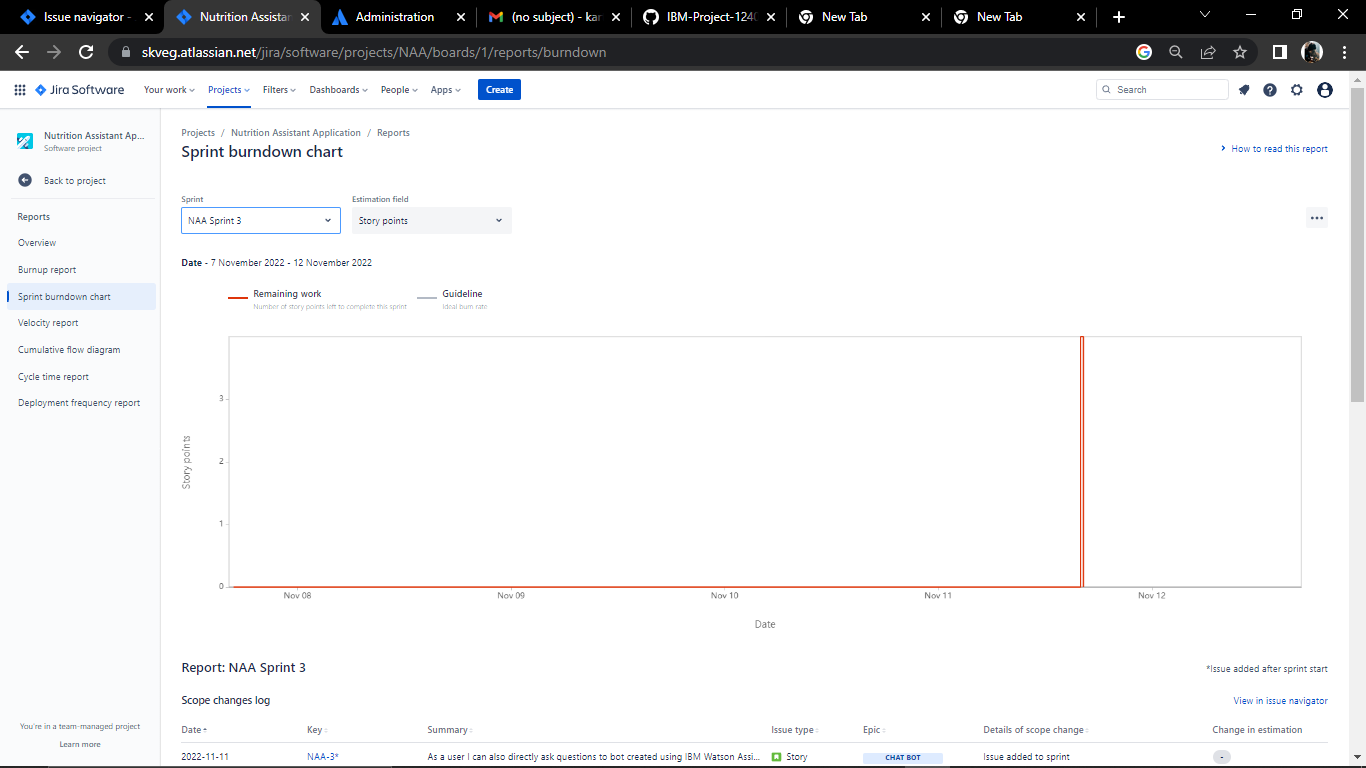 Issue navigator -
Nutrition Assistan
Administration
(no subject) - kar
IBM-Project-1240
New Tab
New Tab
skveg.atlassian.net/jira/software/projects/NAA/boards/1/reports/burndown
Jira Software
Your work
Projects
Filters
Dashboards
People
Apps
Create
Search
Nutrition Assistant Ap...
Software project
Back to project
Reports
Overview
Burnup report
Sprint burndown chart
Velocity report
Cumulative flow diagram
Cycle time report
Deployment frequency report
You're in a team-managed project
Learn more
Projects / Nutrition Assistant Application / Reports
Sprint burndown chart
How to read this report
Sprint
Estimation field
NAA Sprint 3
Story points
Date - 7 November 2022 - 12 November 2022
Remaining work
Number of story points left to complete this sprint
Guideline
Ideal burn rate
Story points
3
2
1
0
Nov 08
Nov 09
Nov 10
Nov 11
Nov 12
Date
Report: NAA Sprint 3
*Issue added after sprint start
Scope changes log
View in issue navigator
Date
Key
Summary
Issue type
Epic
Details of scope change
Change in estimation
2022-11-11
NAA-3*
As a user I can also directly ask questions to bot created using IBM Watson Assi...
Story
CHAT BOT
Issue added to sprint
-